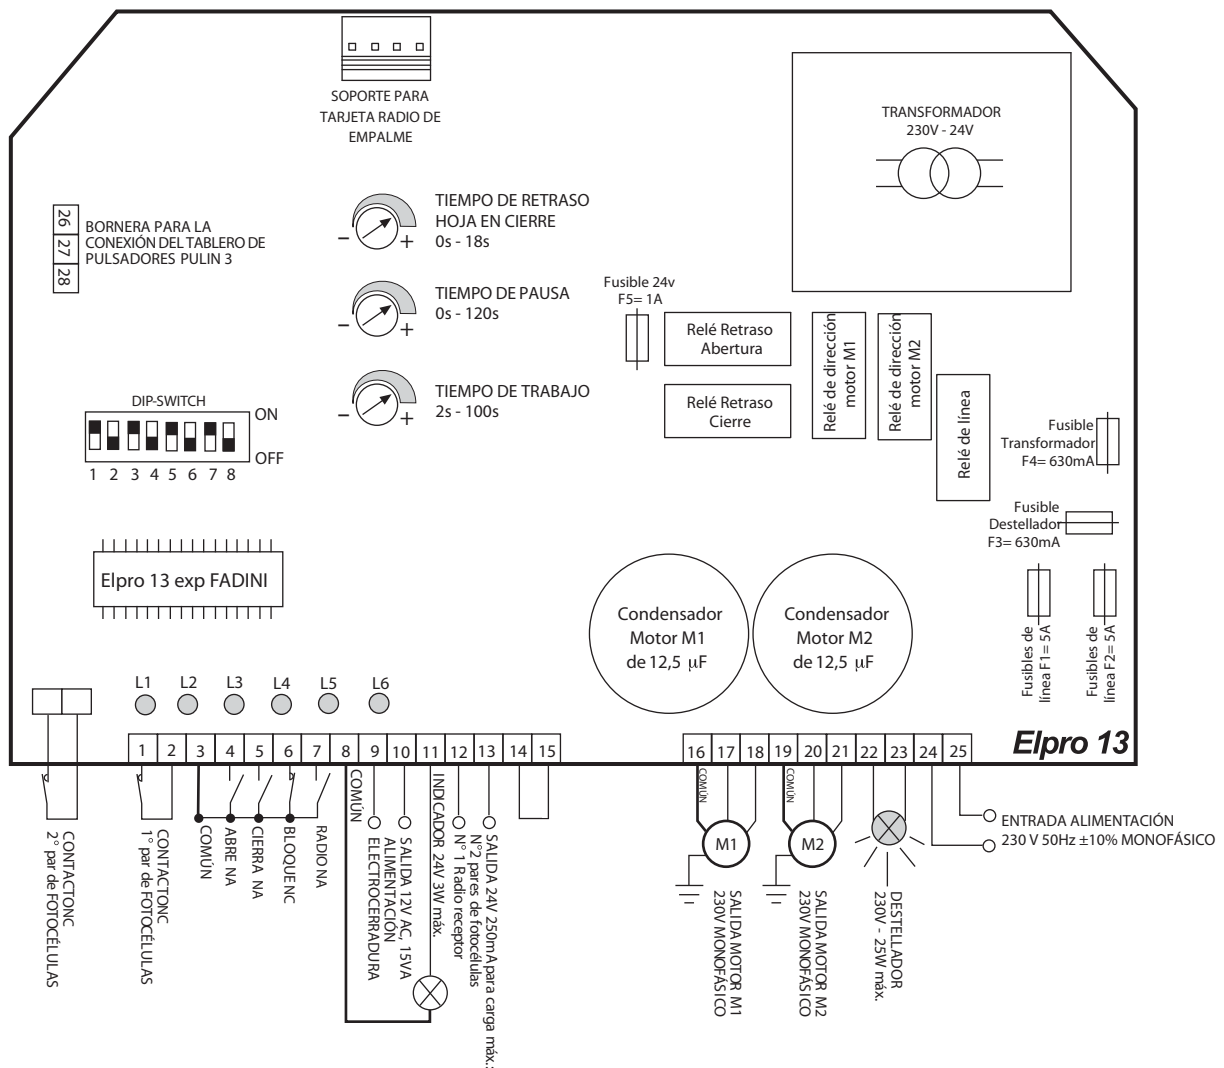 SOPORTE PARA
TARJETA RADIO DE
EMPALME
TRANSFORMADOR
230V - 24V
26
27
28
BORNERA PARA LA
CONEXIÓN DEL TABLERO DE
PULSADORES PULIN 3
TIEMPO DE RETRASO
HOJA EN CIERRE
0s - 18s
- +
TIEMPO DE PAUSA
0s - 120s
- +
TIEMPO DE TRABAJO
2s - 100s
- +
Fusible 24v
F5= 1A
Relé Retraso
Abertura
Relé Retraso
Cierre
Relé de dirección
motor M1
Relé de dirección
motor M2
Relé de línea
Fusible
Transformador
F4= 630mA
Fusible
Destellador
F3= 630mA
Fusibles de
línea F1= 5A
Fusibles de
línea F2= 5A
DIP-SWITCH
ON
OFF
1 2 3 4 5 6 7 8
Elpro 13 exp FADINI
Condensador
Motor M1
de 12,5 µF
Condensador
Motor M2
de 12,5 µF
L1 L2 L3 L4 L5 L6
1 2 3 4 5 6 7 8 9 10 11 12 13 14 15
16 17 18 19 20 21 22 23 24 25
Elpro 13
CONTACTONC
2° par de FOTOCÉLULAS
CONTACTONC
1° par de FOTOCÉLULAS
COMÚN
ABRE NA
CIERRA NA
BLOQUE NC
RADIO NA
COMÚN
ELECTROCERRADURA
ALIMENTACIÓN
SALIDA 12V AC, 15VA
INDICADOR 24V 3W máx.
N° 1 Radio receptor
N°2 pares de fotocélulas
SALIDA 24V 250mA para carga máx.:
COMÚN
M1
SALIDA MOTOR M1
230V MONOFÁSICO
COMÚN
M2
SALIDA MOTOR M2
230V MONOFÁSICO
DESTELLADOR
230V - 25W máx.
ENTRADA ALIMENTACIÓN
230 V 50Hz ±10% MONOFÁSICO